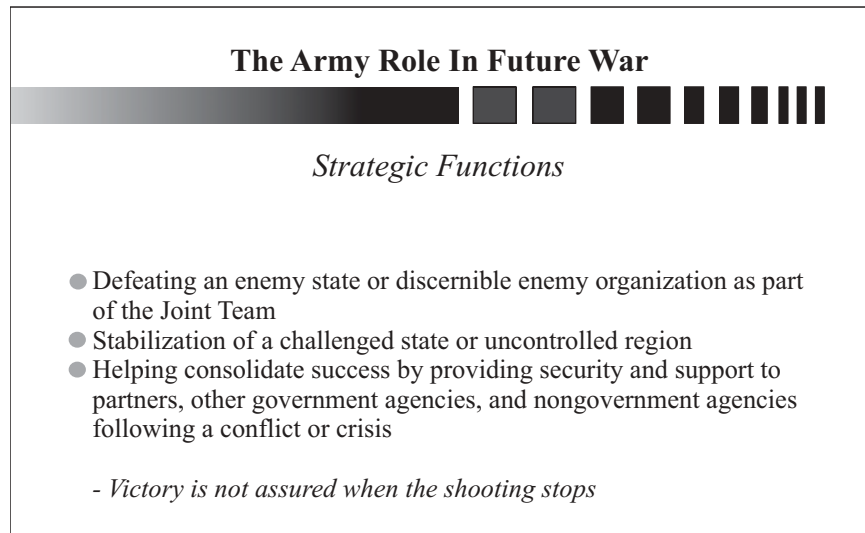 The Army Role In Future War
Strategic Functions
Defeating an enemy state or discernible enemy organization as part
of the Joint Team
Stabilization of a challenged state or uncontrolled region
Helping consolidate success by providing security and support to
partners, other government agencies, and nongovernment agencies
following a conflict or crisis
- Victory is not assured when the shooting stops